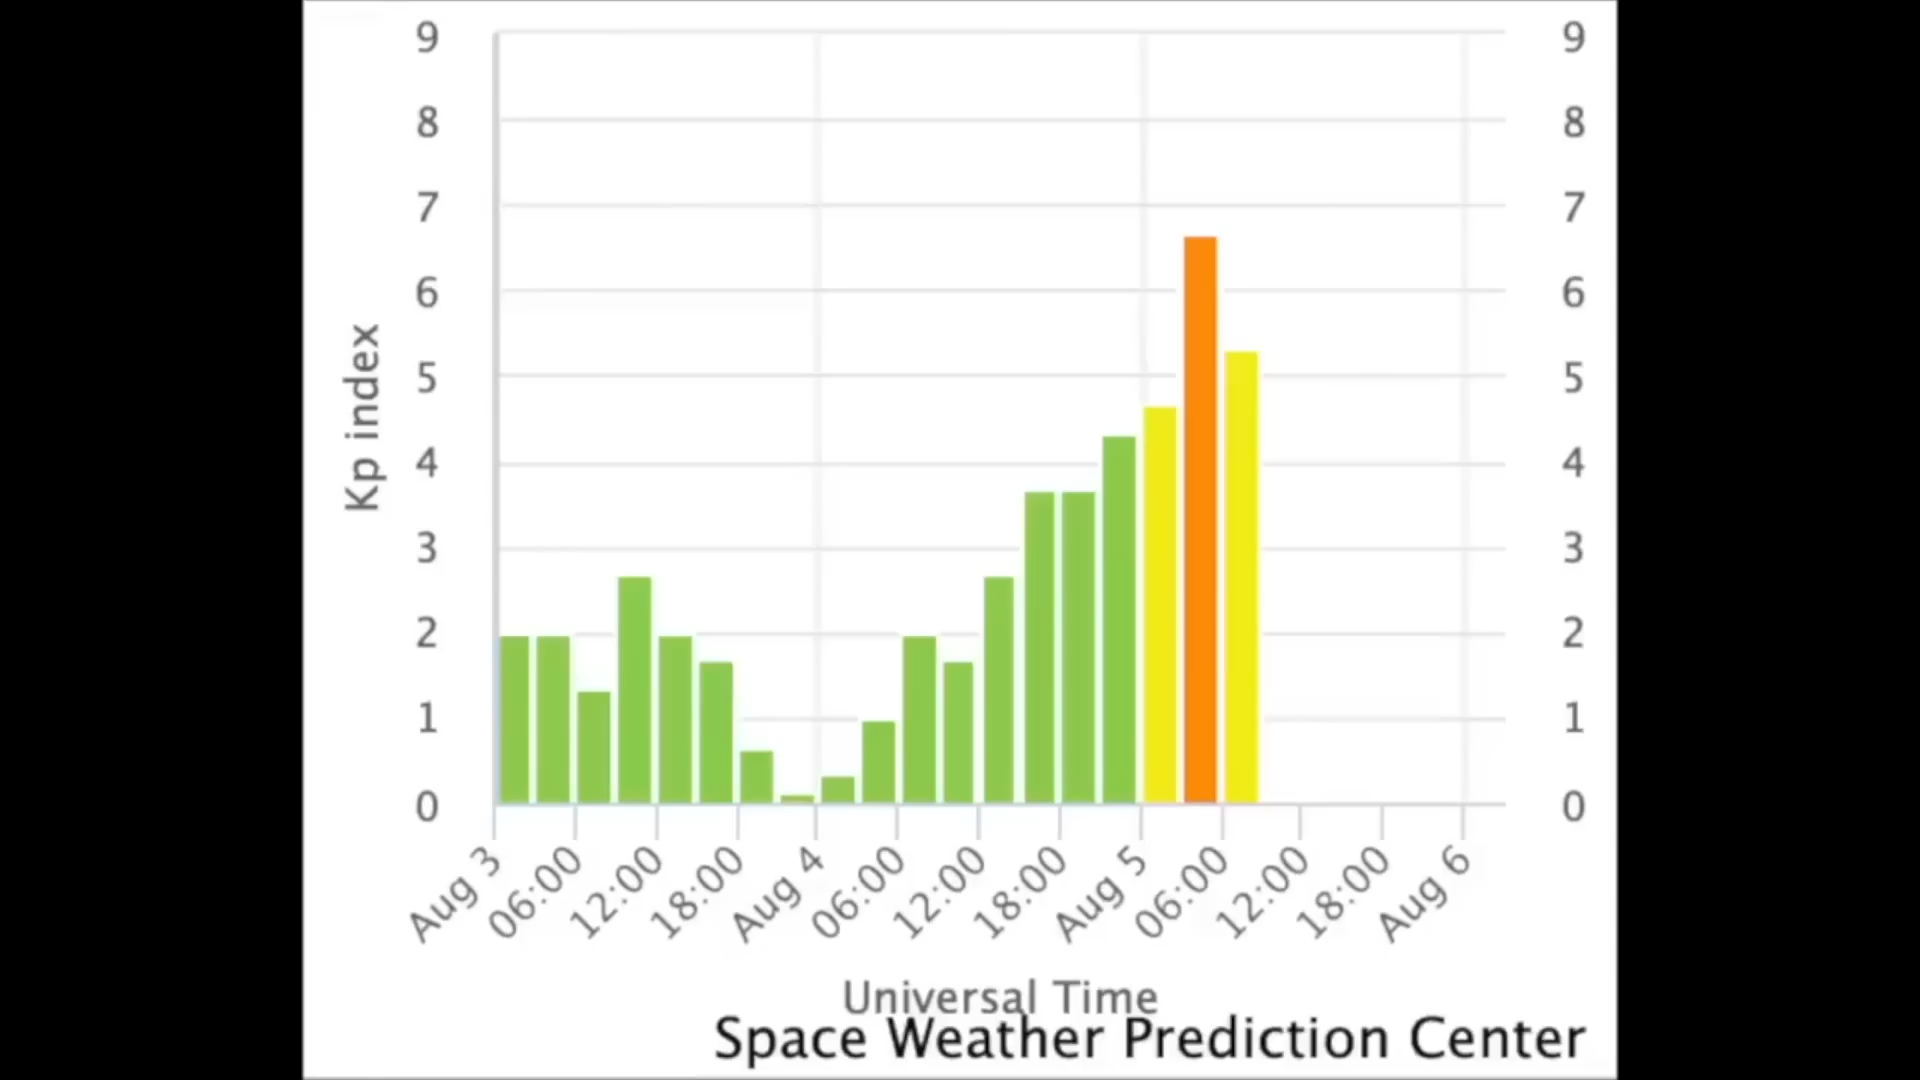 9 9
8 8
7 7
6 6
5 5
4 4
3 3
2 2
1 1
0 0
Kp index
Aug 3 06:00 12:00 18:00 Aug 4 06:00 12:00 18:00 Aug 5 06:00 12:00 18:00 Aug 6
Universal Time
Space Weather Prediction Center